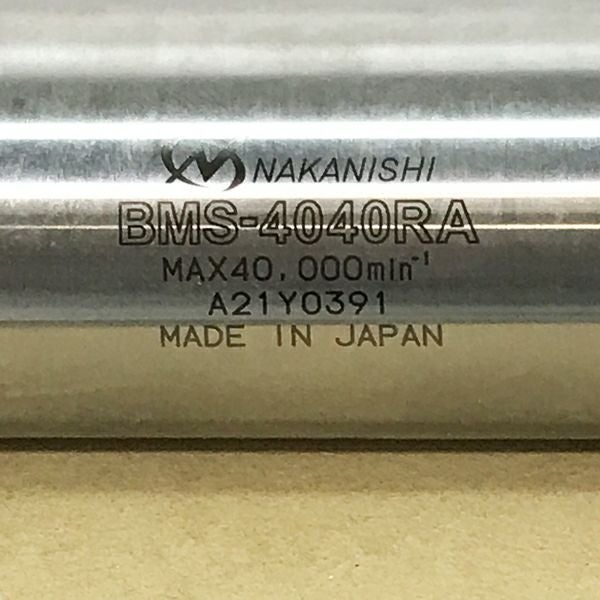 NAKANISHI
BMS-4040RA
MAX40,000min⁻¹
A21Y0391
MADE IN JAPAN